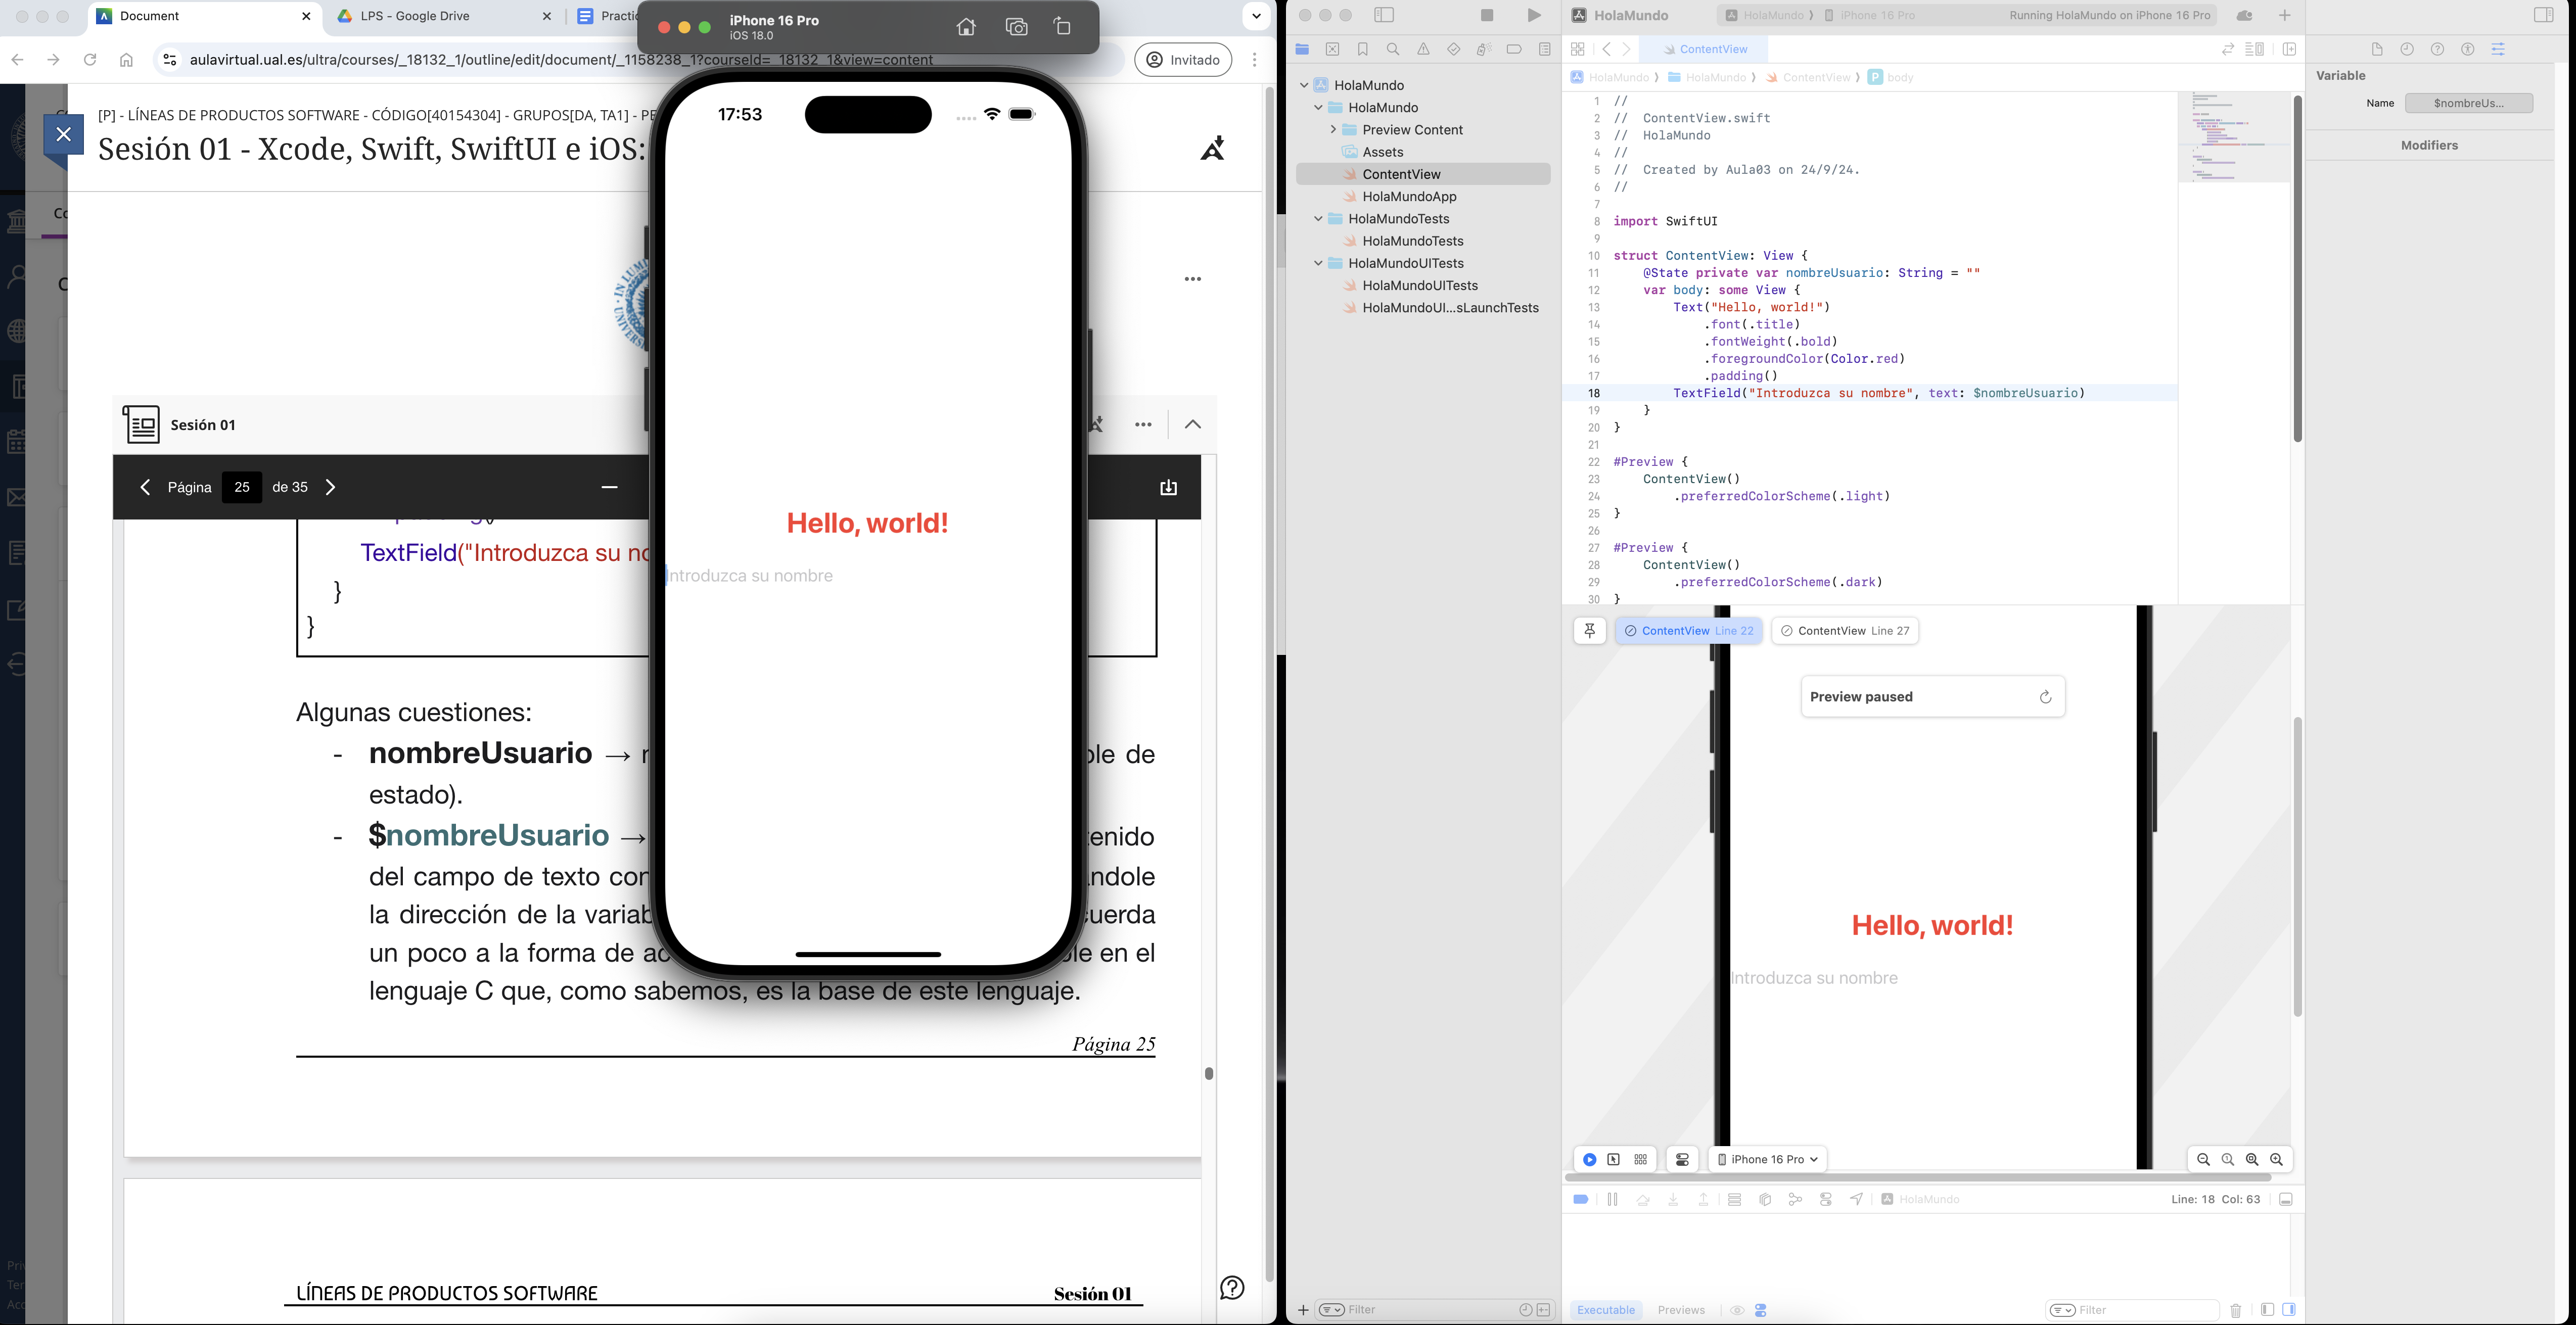 Document
LPS - Google Drive
Practic
aulavirtual.ual.es/ultra/courses/_18132_1/outline/edit/document/_1158238_1?courseId=_18132_1&view=content
Invitado
[P] - LÍNEAS DE PRODUCTOS SOFTWARE - CÓDIGO[40154304] - GRUPOS[DA, TA1] - PE
Sesión 01 - Xcode, Swift, SwiftUI e iOS:
Sesión 01
Página 25 de 35
TextField("Introduzca su no
}
}
Algunas cuestiones:
- nombreUsuario →
ble de
estado).
- $nombreUsuario →
tenido
del campo de texto con
ándole
la dirección de la variab
cuerda
un poco a la forma de ac
ble en el
lenguaje C que, como sabemos, es la base de este lenguaje.
Página 25
LÍNEAS DE PRODUCTOS SOFTWARE
Sesión 01
iPhone 16 Pro
iOS 18.0
17:53
Hello, world!
Introduzca su nombre
HolaMundo
HolaMundo
Preview Content
Assets
ContentView
HolaMundoApp
HolaMundoTests
HolaMundoTests
HolaMundoUITests
HolaMundoUITests
HolaMundoUI...sLaunchTests
Filter
HolaMundo
HolaMundo ⟩ iPhone 16 Pro
Running HolaMundo on iPhone 16 Pro
ContentView
HolaMundo ⟩ HolaMundo ⟩ ContentView ⟩ P body
1 //
2 //  ContentView.swift
3 //  HolaMundo
4 //
5 //  Created by Aula03 on 24/9/24.
6 //
7
8 import SwiftUI
9
10 struct ContentView: View {
11     @State private var nombreUsuario: String = ""
12     var body: some View {
13         Text("Hello, world!")
14             .font(.title)
15             .fontWeight(.bold)
16             .foregroundColor(Color.red)
17             .padding()
18         TextField("Introduzca su nombre", text: $nombreUsuario)
19     }
20 }
21
22 #Preview {
23     ContentView()
24         .preferredColorScheme(.light)
25 }
26
27 #Preview {
28     ContentView()
29         .preferredColorScheme(.dark)
30 }
ContentView Line 22
ContentView Line 27
Preview paused
Hello, world!
Introduzca su nombre
iPhone 16 Pro
HolaMundo
Line: 18  Col: 63
Executable
Previews
Filter
Variable
Name
$nombreUs...
Modifiers